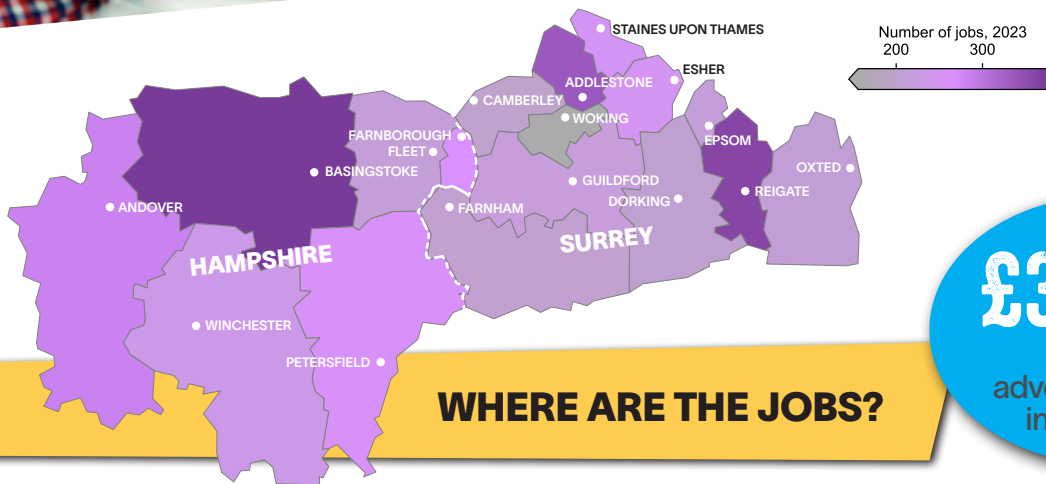 STAINES UPON THAMES
Number of jobs, 2023
200 300
ESHER
ADDLESTONE
CAMBERLEY
WOKING
FARNBOROUGH
FLEET
EPSOM
BASINGSTOKE
OXTED
GUILDFORD
REIGATE
DORKING
ANDOVER
FARNHAM
SURREY
HAMPSHIRE
WINCHESTER
PETERSFIELD
WHERE ARE THE JOBS?
£3
in